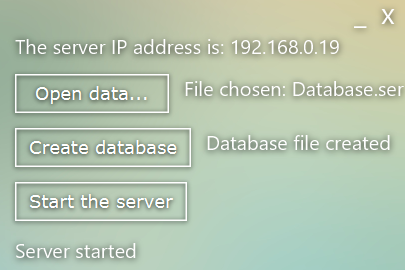 _ X
The server IP address is: 192.168.0.19
Open data... File chosen: Database.ser
Create database Database file created
Start the server
Server started